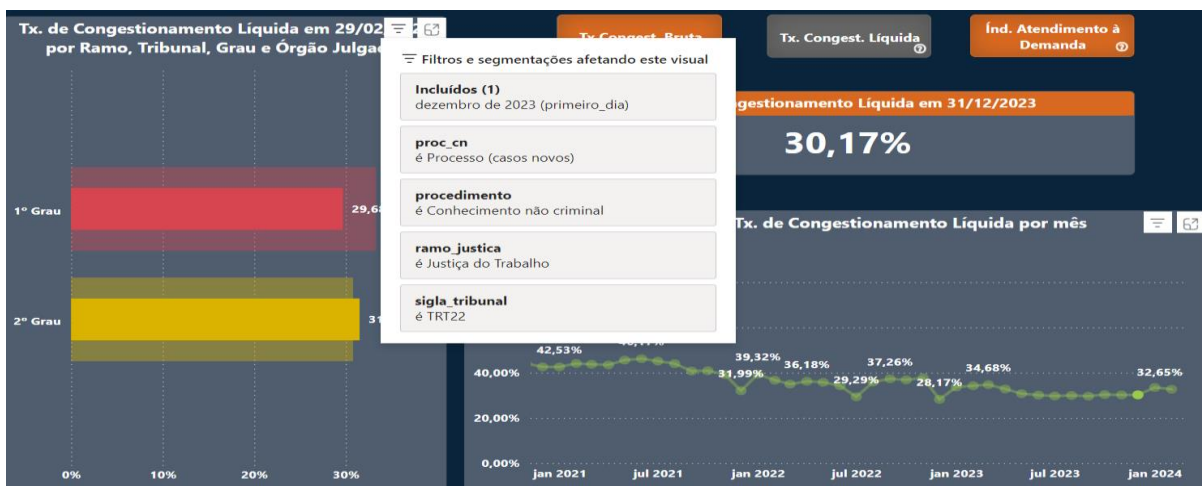 Tx. de Congestionamento Líquida em 29/02
por Ramo, Tribunal, Grau e Órgão
1º Grau
29,6
2º Grau
31
0%
10%
20%
30%
Filtros e segmentações afetando este visual
Incluídos (1)
dezembro de 2023 (primeiro_dia)
proc_cn
é Processo (casos novos)
procedimento
é Conhecimento não criminal
ramo_justica
é Justiça do Trabalho
sigla_tribunal
é TRT22
Tx. Congest. Líquida
Índ. Atendimento à
Demanda
gestionamento Líquida em 31/12/2023
30,17%
Tx. de Congestionamento Líquida por mês
42,53%
39,32%
31,99%
36,18%
37,26%
29,29%
28,17%
34,68%
32,65%
40,00%
20,00%
0,00%
jan 2021
jul 2021
jan 2022
jul 2022
jan 2023
jul 2023
jan 2024